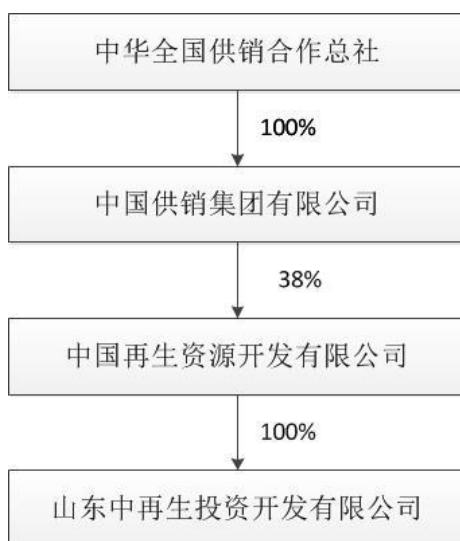 中华全国供销合作总社
100%
中国供销集团有限公司
38%
中国再生资源开发有限公司
100%
山东中再生投资开发有限公司